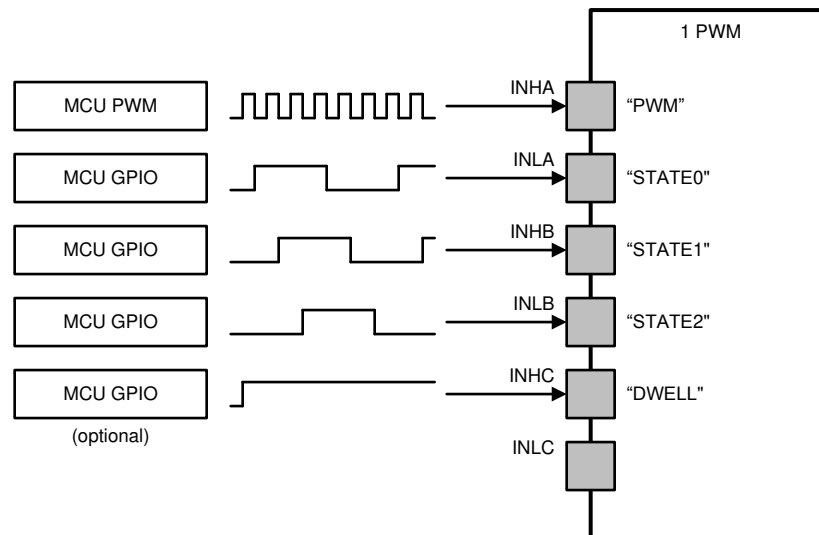 1 PWM
MCU PWM
INHA
“PWM”
MCU GPIO
INLA
“STATE0"
MCU GPIO
INHB
“STATE1"
MCU GPIO
INLB
“STATE2"
MCU GPIO
INHC
“DWELL"
(optional)
INLC